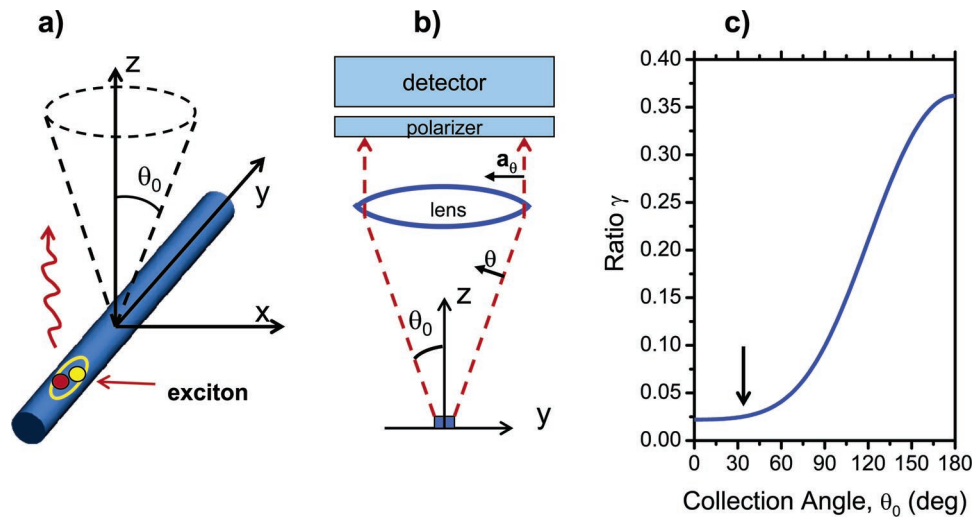 a)
z
θ0
y
x
exciton
b)
detector
polarizer
aθ
lens
θ
z
θ0
y
c)
0.40
0.35
0.30
0.25
0.20
0.15
0.10
0.05
0.00
Ratio γ
0 30 60 90 120 150 180
Collection Angle, θ0 (deg)